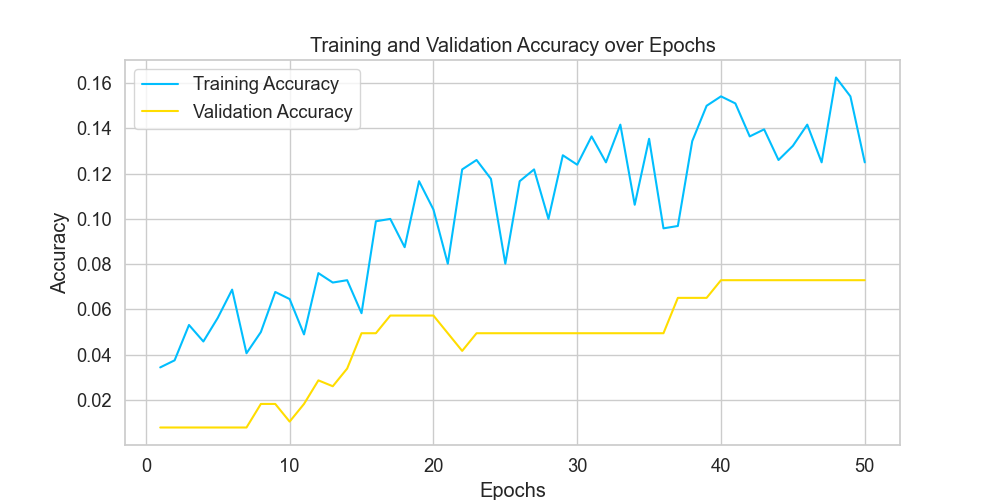 Training and Validation Accuracy over Epochs
Training Accuracy
Validation Accuracy
Accuracy
0.16
0.14
0.12
0.10
0.08
0.06
0.04
0.02
0 10 20 30 40 50
Epochs